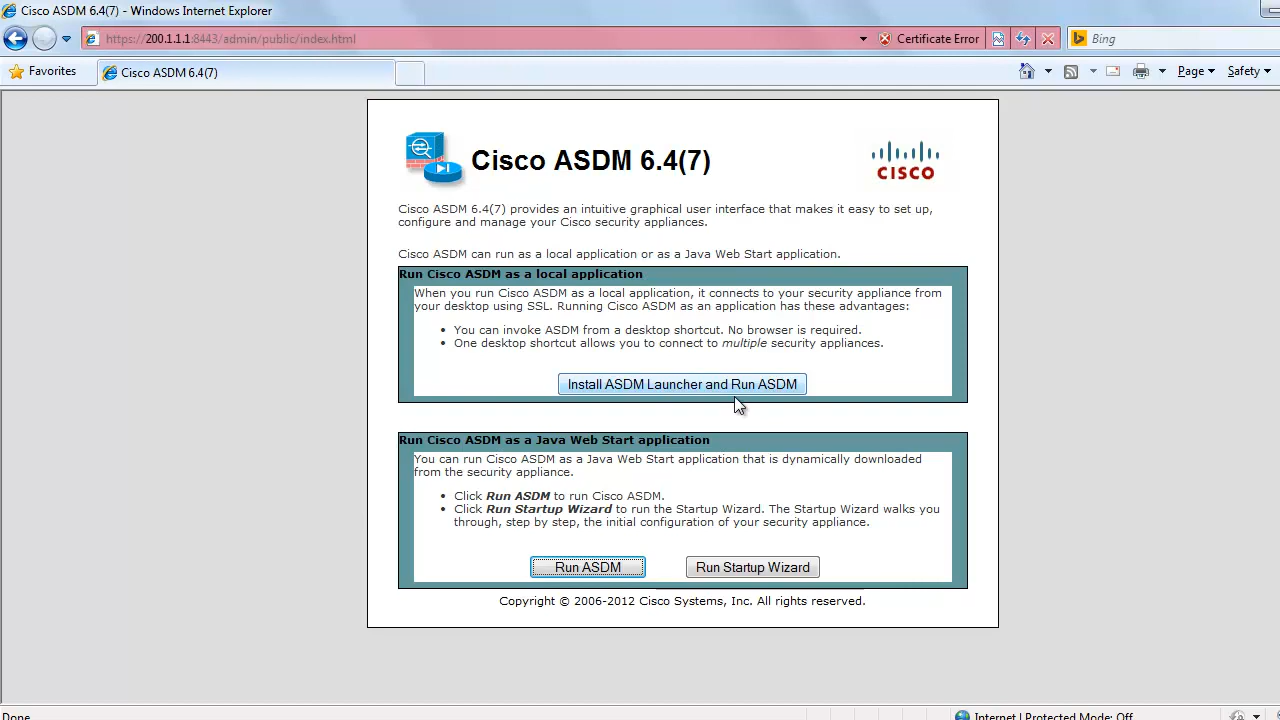 Cisco ASDM 6.4(7) - Windows Internet Explorer
https://200.1.1.1:8443/admin/public/index.html
Certificate Error
Bing
Favorites
Cisco ASDM 6.4(7)
Page
Safety
Cisco ASDM 6.4(7)
CISCO
Cisco ASDM 6.4(7) provides an intuitive graphical user interface that makes it easy to set up,
configure and manage your Cisco security appliances.
Cisco ASDM can run as a local application or as a Java Web Start application.
Run Cisco ASDM as a local application
When you run Cisco ASDM as a local application, it connects to your security appliance from
your desktop using SSL. Running Cisco ASDM as an application has these advantages:
• You can invoke ASDM from a desktop shortcut. No browser is required.
• One desktop shortcut allows you to connect to multiple security appliances.
Install ASDM Launcher and Run ASDM
Run Cisco ASDM as a Java Web Start application
You can run Cisco ASDM as a Java Web Start application that is dynamically downloaded
from the security appliance.
• Click Run ASDM to run Cisco ASDM.
• Click Run Startup Wizard to run the Startup Wizard. The Startup Wizard walks you
through, step by step, the initial configuration of your security appliance.
Run ASDM
Run Startup Wizard
Copyright © 2006-2012 Cisco Systems, Inc. All rights reserved.
Done
Internet | Protected Mode: Off